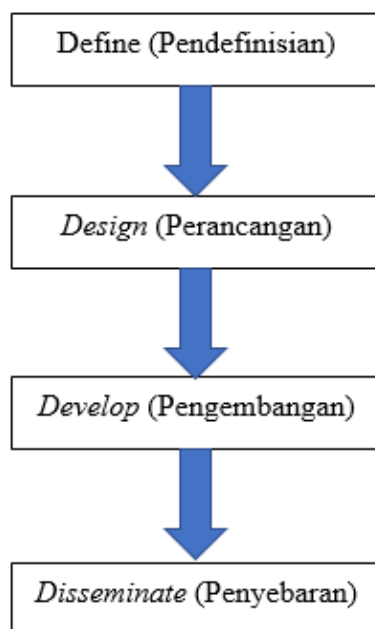 Define (Pendefinisian)
Design (Perancangan)
Develop (Pengembangan)
Disseminate (Penyebaran)